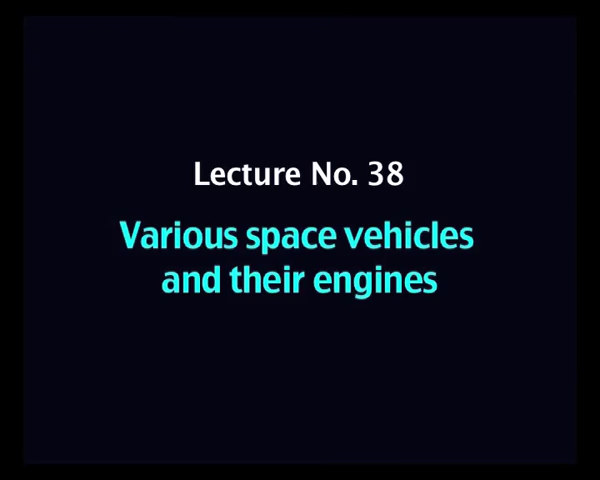 Lecture No. 38
Various space vehicles
and their engines